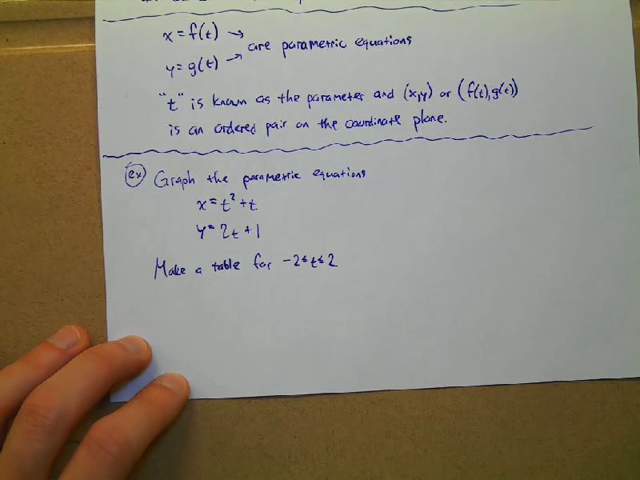 x = f(t) →
are parametric equations
y = g(t) →
"t" is known as the parameter and (x,y) or (f(t),g(t))
is an ordered pair on the coordinate plane.
ex Graph the parametric equations
x = t² + t
y = 2t + 1
Make a table for -2 ≤ t ≤ 2